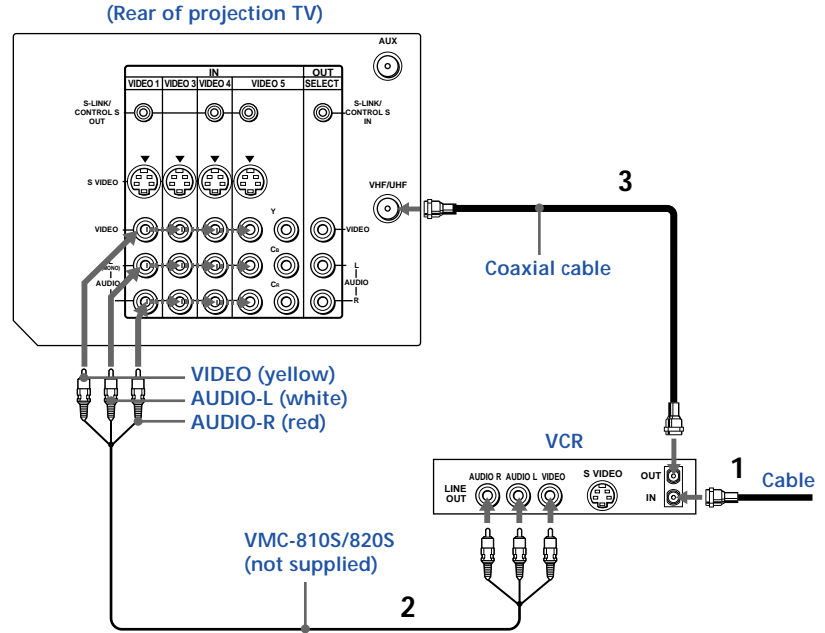 (Rear of projection TV)
AUX
IN
OUT
VIDEO 1
VIDEO 3
VIDEO 4
VIDEO 5
SELECT
S-LINK/
CONTROL S
OUT
S-LINK/
CONTROL S
IN
S VIDEO
VHF/UHF
3
VIDEO
Y
VIDEO
Coaxial cable
L
(MONO)
AUDIO
CB
L
AUDIO
R
CR
VIDEO (yellow)
AUDIO-L (white)
AUDIO-R (red)
VCR
LINE
OUT
AUDIO R
AUDIO L
VIDEO
S VIDEO
OUT
IN
1
Cable
VMC-810S/820S
(not supplied)
2